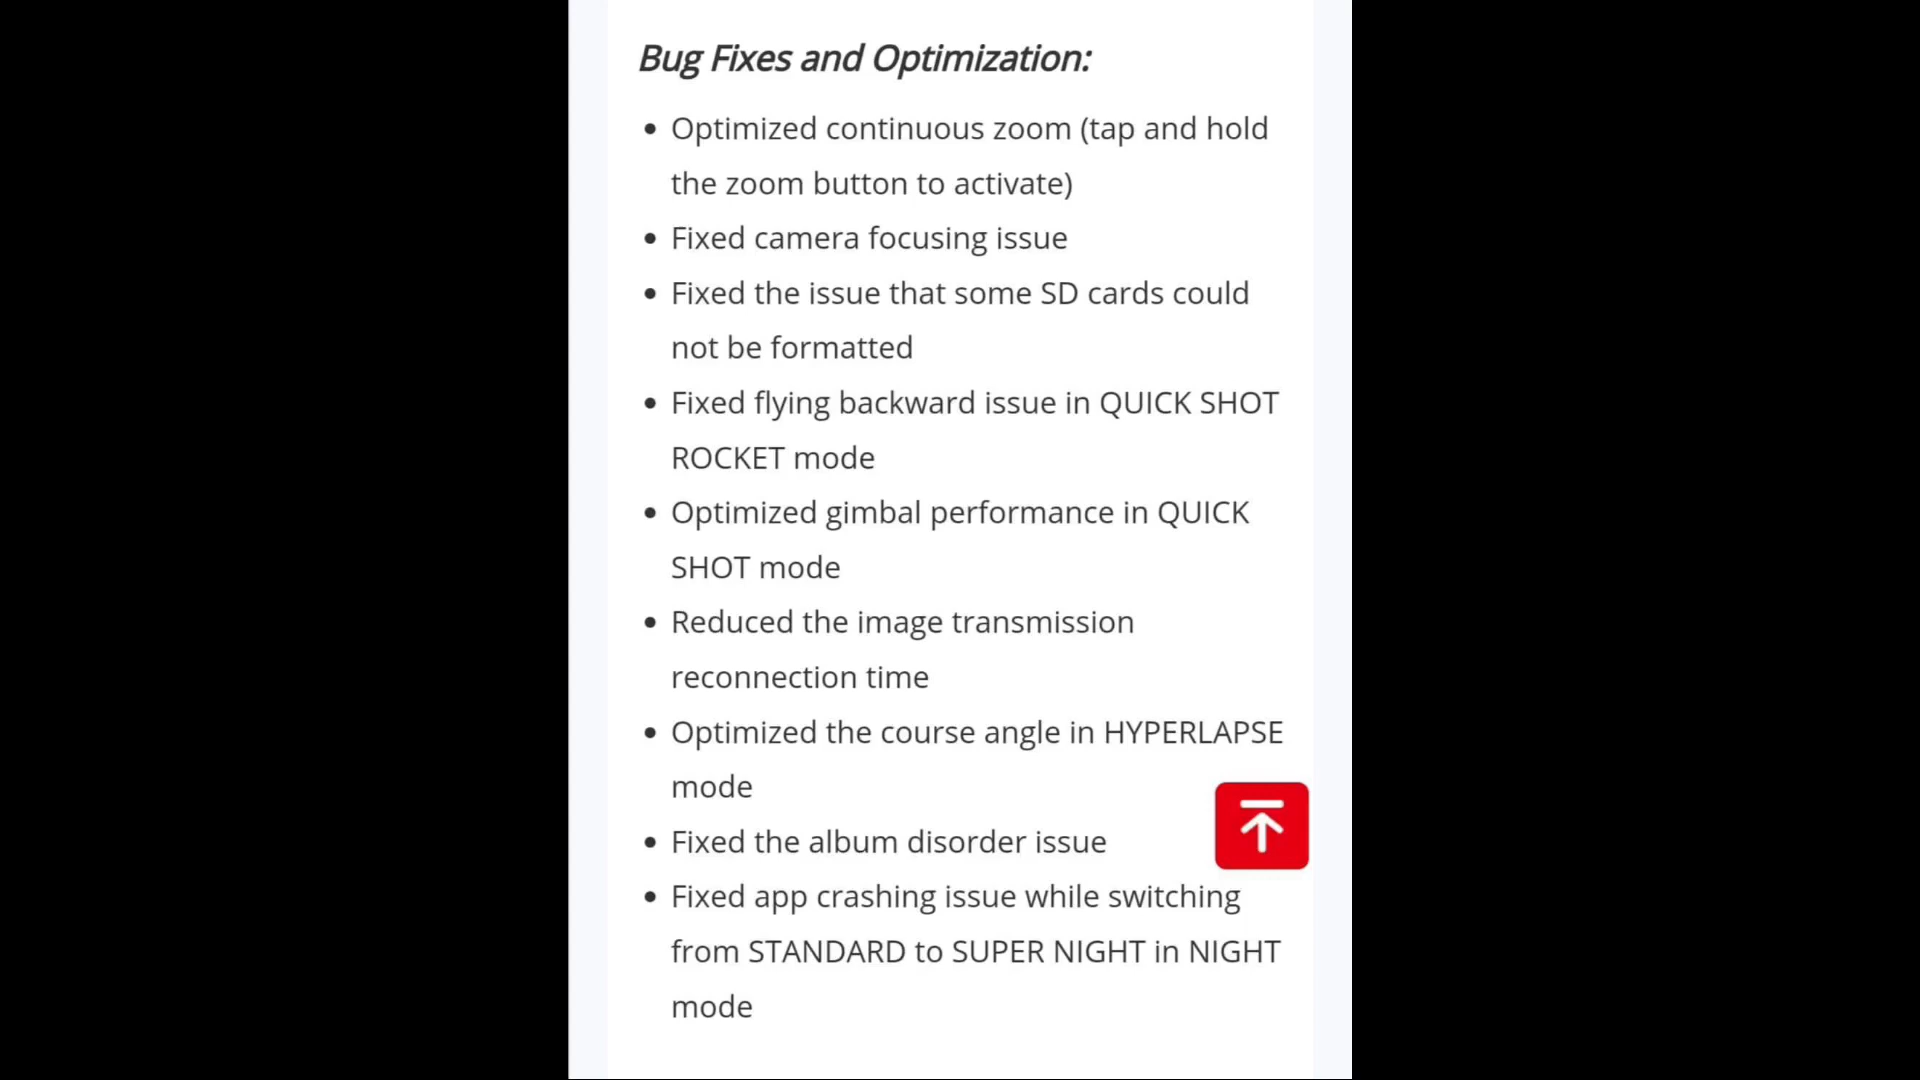 Bug Fixes and Optimization:
• Optimized continuous zoom (tap and hold
the zoom button to activate)
• Fixed camera focusing issue
• Fixed the issue that some SD cards could
not be formatted
• Fixed flying backward issue in QUICK SHOT
ROCKET mode
• Optimized gimbal performance in QUICK
SHOT mode
• Reduced the image transmission
reconnection time
• Optimized the course angle in HYPERLAPSE
mode
• Fixed the album disorder issue
• Fixed app crashing issue while switching
from STANDARD to SUPER NIGHT in NIGHT
mode